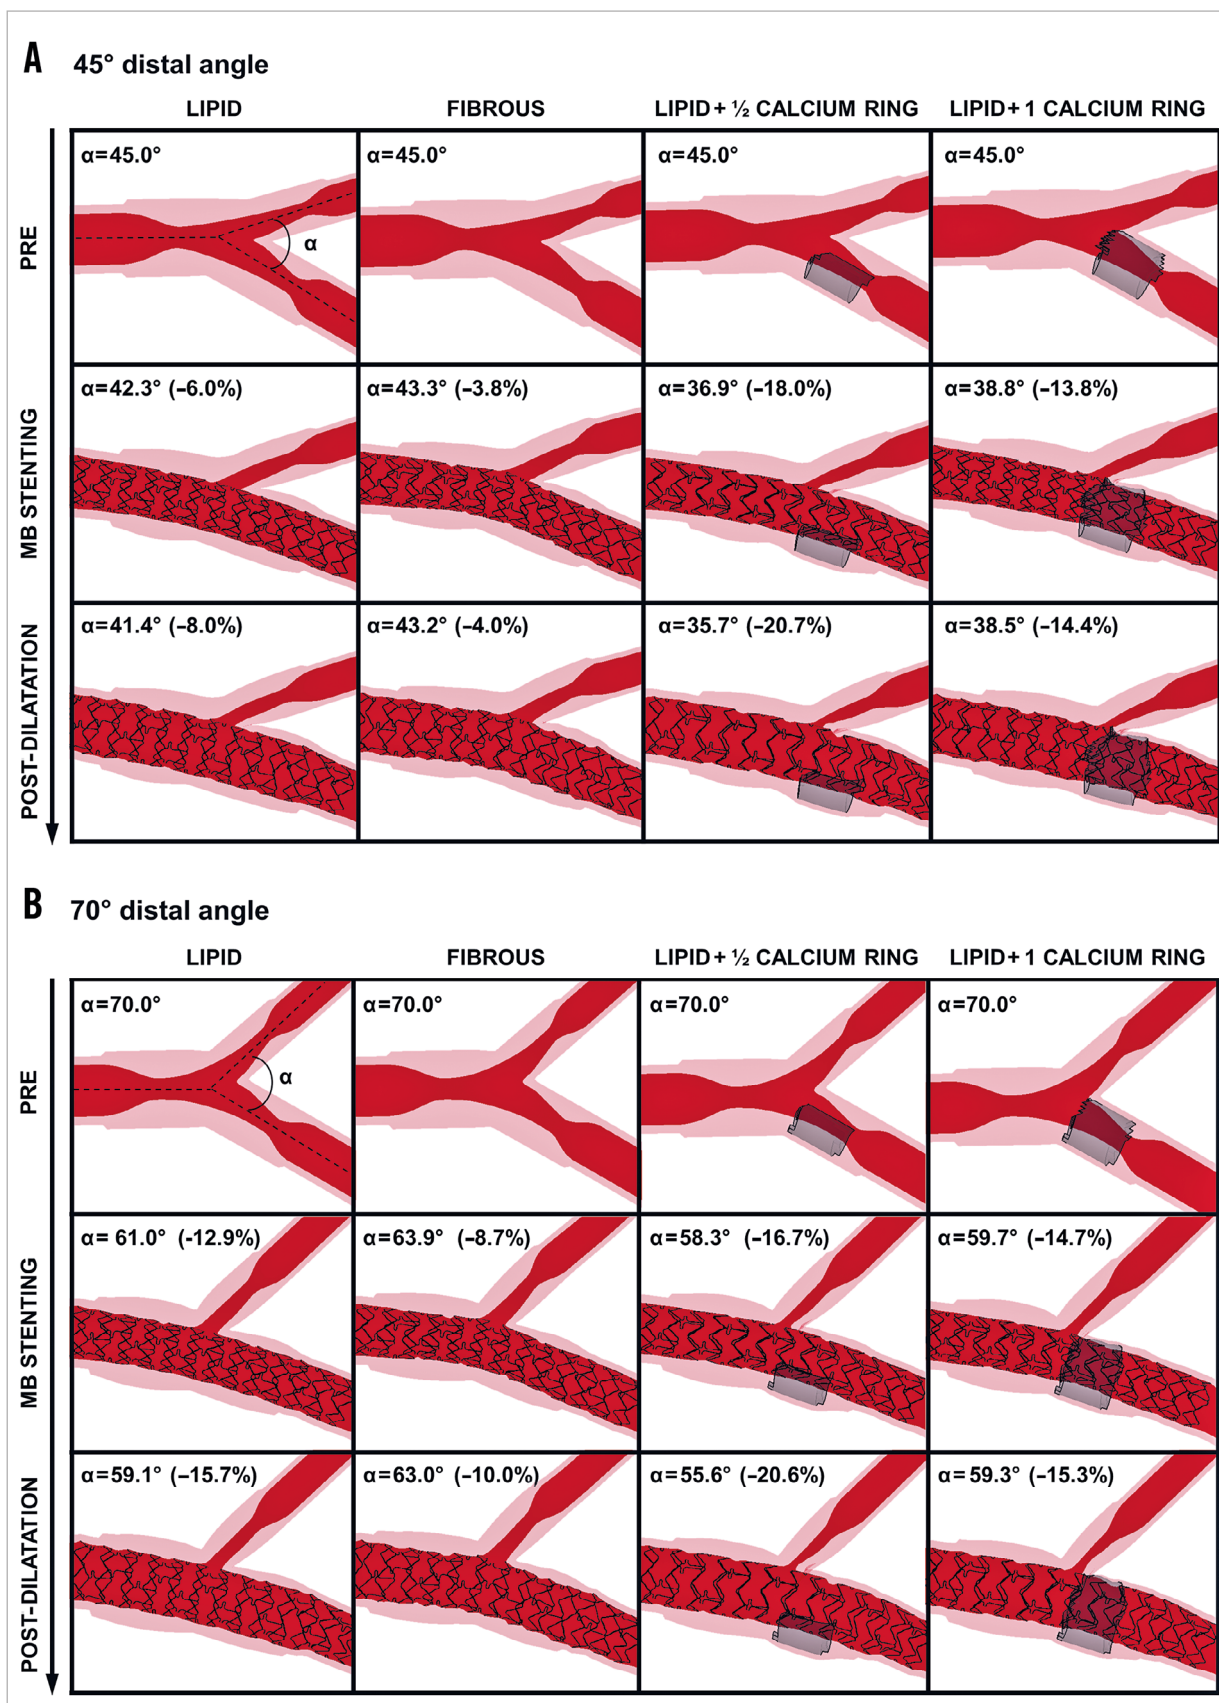 A 45° distal angle
LIPID FIBROUS LIPID + ½ CALCIUM RING LIPID + 1 CALCIUM RING
PRE
α=45.0° α=45.0° α=45.0° α=45.0°
α
MB STENTING
α=42.3° (–6.0%) α=43.3° (–3.8%) α=36.9° (–18.0%) α=38.8° (–13.8%)
POST-DILATATION
α=41.4° (–8.0%) α=43.2° (–4.0%) α=35.7° (–20.7%) α=38.5° (–14.4%)
B 70° distal angle
LIPID FIBROUS LIPID + ½ CALCIUM RING LIPID + 1 CALCIUM RING
PRE
α=70.0° α=70.0° α=70.0° α=70.0°
α
MB STENTING
α= 61.0° (–12.9%) α=63.9° (–8.7%) α=58.3° (–16.7%) α=59.7° (–14.7%)
POST-DILATATION
α=59.1° (–15.7%) α=63.0° (–10.0%) α=55.6° (–20.6%) α=59.3° (–15.3%)